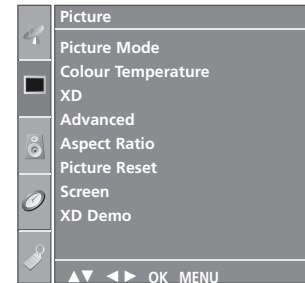 Picture
Picture Mode
Colour Temperature
XD
Advanced
Aspect Ratio
Picture Reset
Screen
XD Demo
▲▼ ◄► OK MENU